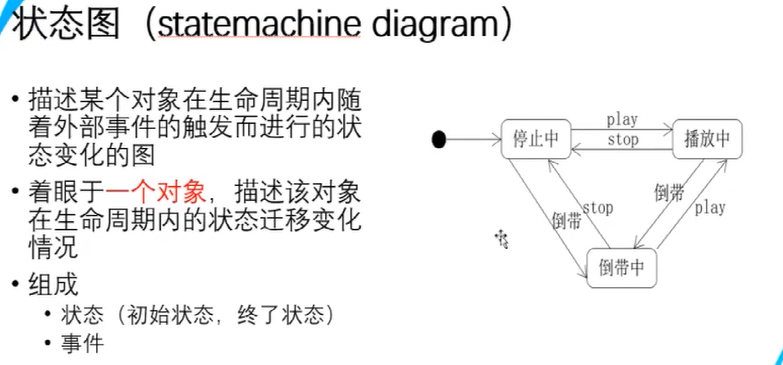 状态图（statemachine diagram）
• 描述某个对象在生命周期内随
着外部事件的触发而进行的状
态变化的图
• 着眼于一个对象，描述该对象
在生命周期内的状态迁移变化
情况
• 组成
• 状态（初始状态，终了状态）
• 事件
停止中
play
stop
播放中
倒带
stop
倒带
play
倒带中